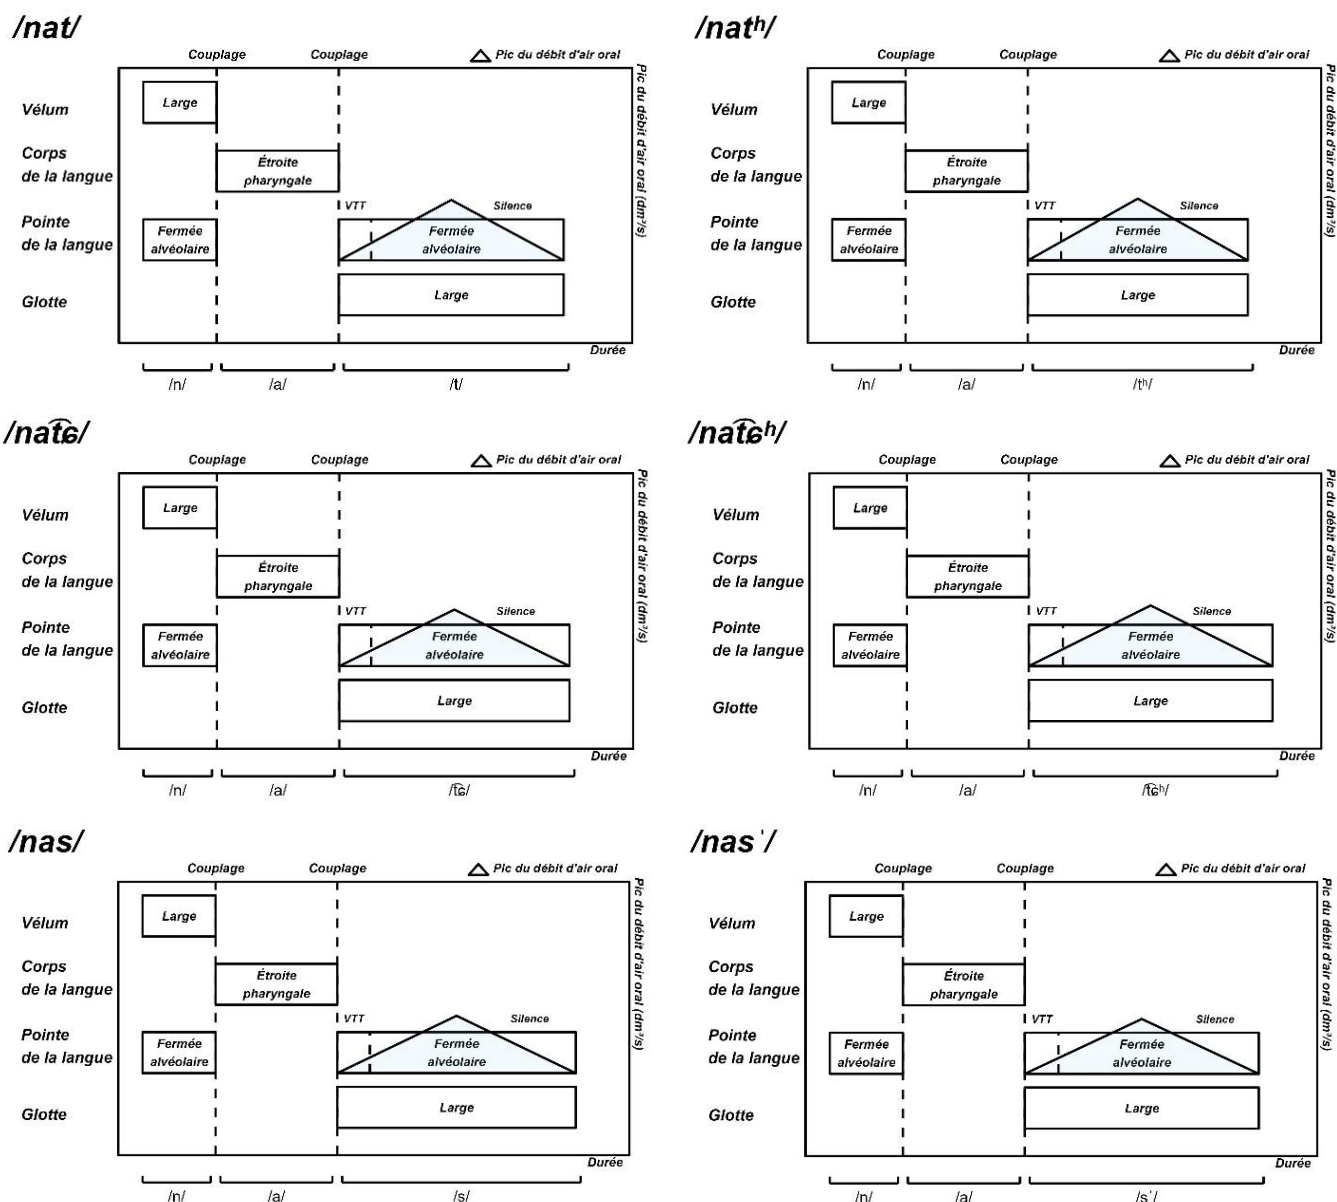 /nat/
Couplage Couplage Pic du débit d'air oral
Vélum
Large
Corps
de la langue
Étroite
pharyngale
Pointe
de la langue
Fermée
alvéolaire
VTT Silence
Fermée
alvéolaire
Glotte
Large
Pic du débit d'air oral (dm³/s)
Durée
/n/ /a/ /t/
/natʰ/
Couplage Couplage Pic du débit d'air oral
Vélum
Large
Corps
de la langue
Étroite
pharyngale
Pointe
de la langue
Fermée
alvéolaire
VTT Silence
Fermée
alvéolaire
Glotte
Large
Pic du débit d'air oral (dm³/s)
Durée
/n/ /a/ /tʰ/
/nat͡ɕ/
Couplage Couplage Pic du débit d'air oral
Vélum
Large
Corps
de la langue
Étroite
pharyngale
Pointe
de la langue
Fermée
alvéolaire
VTT Silence
Fermée
alvéolaire
Glotte
Large
Pic du débit d'air oral (dm³/s)
Durée
/n/ /a/ /t͡ɕ/
/nat͡ɕʰ/
Couplage Couplage Pic du débit d'air oral
Vélum
Large
Corps
de la langue
Étroite
pharyngale
Pointe
de la langue
Fermée
alvéolaire
VTT Silence
Fermée
alvéolaire
Glotte
Large
Pic du débit d'air oral (dm³/s)
Durée
/n/ /a/ /t͡ɕʰ/
/nas/
Couplage Couplage Pic du débit d'air oral
Vélum
Large
Corps
de la langue
Étroite
pharyngale
Pointe
de la langue
Fermée
alvéolaire
VTT Silence
Fermée
alvéolaire
Glotte
Large
Pic du débit d'air oral (dm³/s)
Durée
/n/ /a/ /s/
/nasˈ/
Couplage Couplage Pic du débit d'air oral
Vélum
Large
Corps
de la langue
Étroite
pharyngale
Pointe
de la langue
Fermée
alvéolaire
VTT Silence
Fermée
alvéolaire
Glotte
Large
Pic du débit d'air oral (dm³/s)
Durée
/n/ /a/ /sˈ/